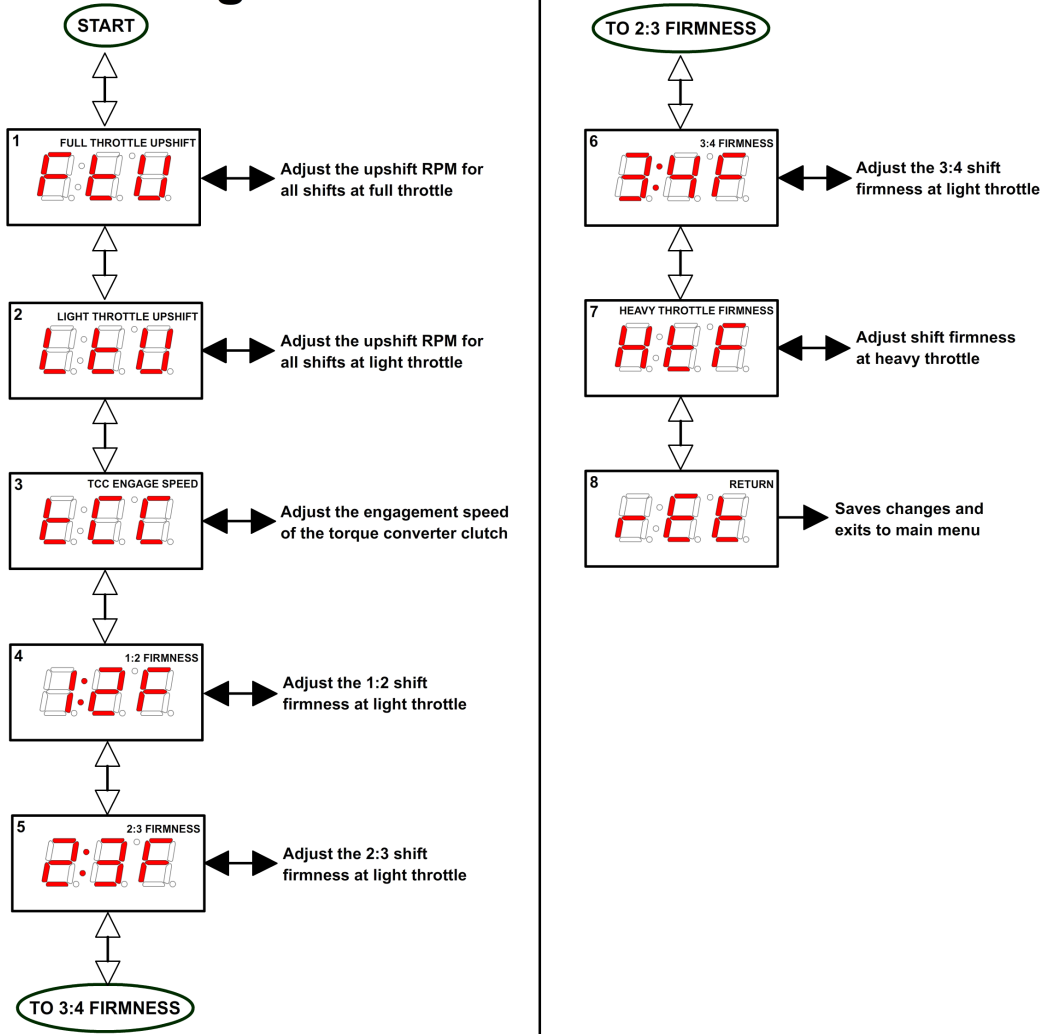 g
START
1
FULL THROTTLE UPSHIFT
FtU
Adjust the upshift RPM for
all shifts at full throttle
2
LIGHT THROTTLE UPSHIFT
LtU
Adjust the upshift RPM for
all shifts at light throttle
3
TCC ENGAGE SPEED
tCC
Adjust the engagement speed
of the torque converter clutch
4
1:2 FIRMNESS
1:2F
Adjust the 1:2 shift
firmness at light throttle
5
2:3 FIRMNESS
2:3F
Adjust the 2:3 shift
firmness at light throttle
TO 3:4 FIRMNESS
TO 2:3 FIRMNESS
6
3:4 FIRMNESS
3:4F
Adjust the 3:4 shift
firmness at light throttle
7
HEAVY THROTTLE FIRMNESS
HtF
Adjust shift firmness
at heavy throttle
8
RETURN
rEt
Saves changes and
exits to main menu